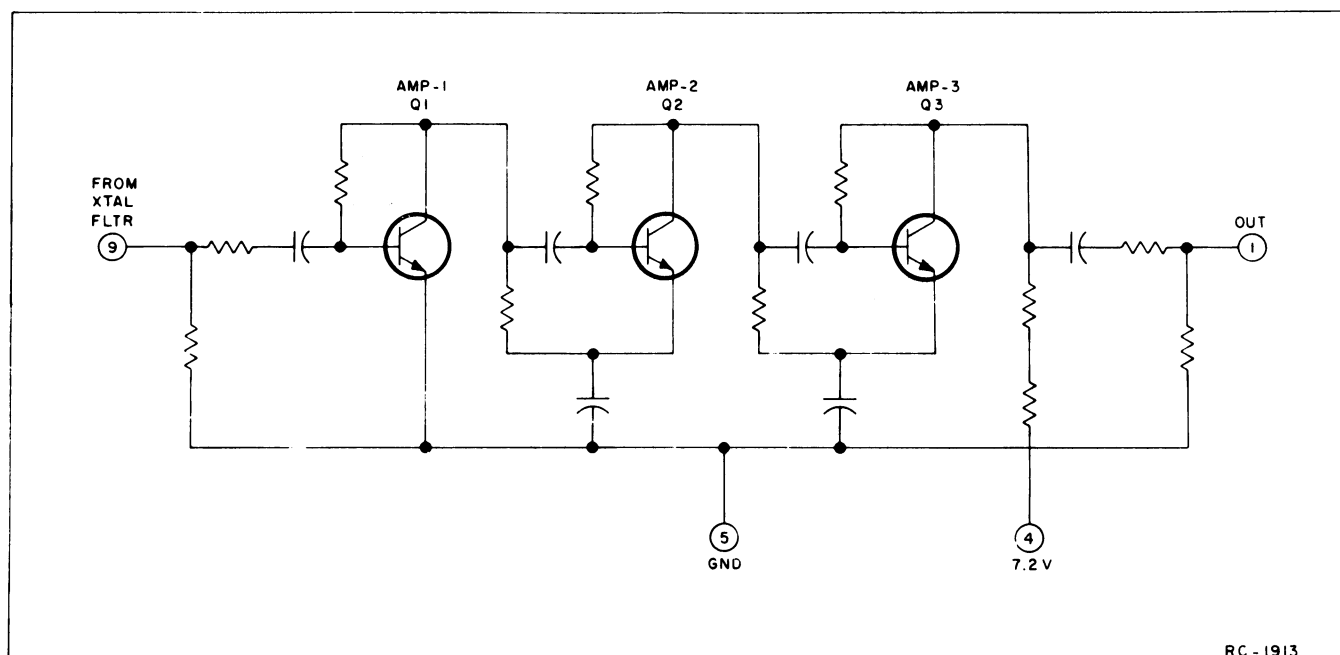 AMP-1
Q1
AMP-2
Q2
AMP-3
Q3
FROM
XTAL
FLTR
9
OUT
1
5
GND
4
7.2V
RC-1913